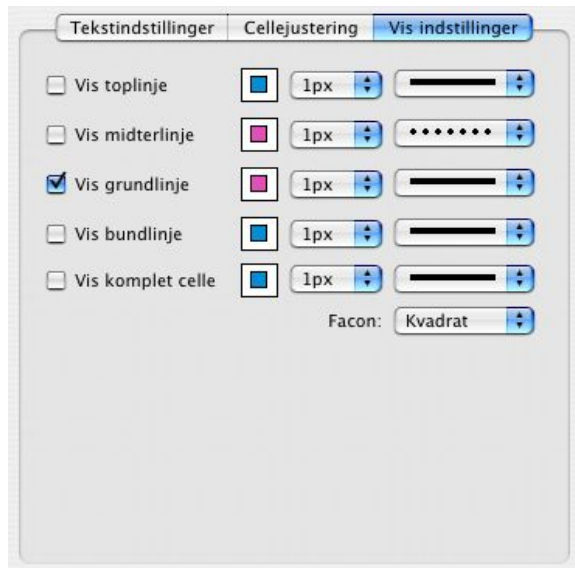 Tekstindstillinger Cellejustering Vis indstillinger
Vis toplinje 1px
Vis midterlinje 1px
Vis grundlinje 1px
Vis bundlinje 1px
Vis komplet celle 1px
Facon: Kvadrat